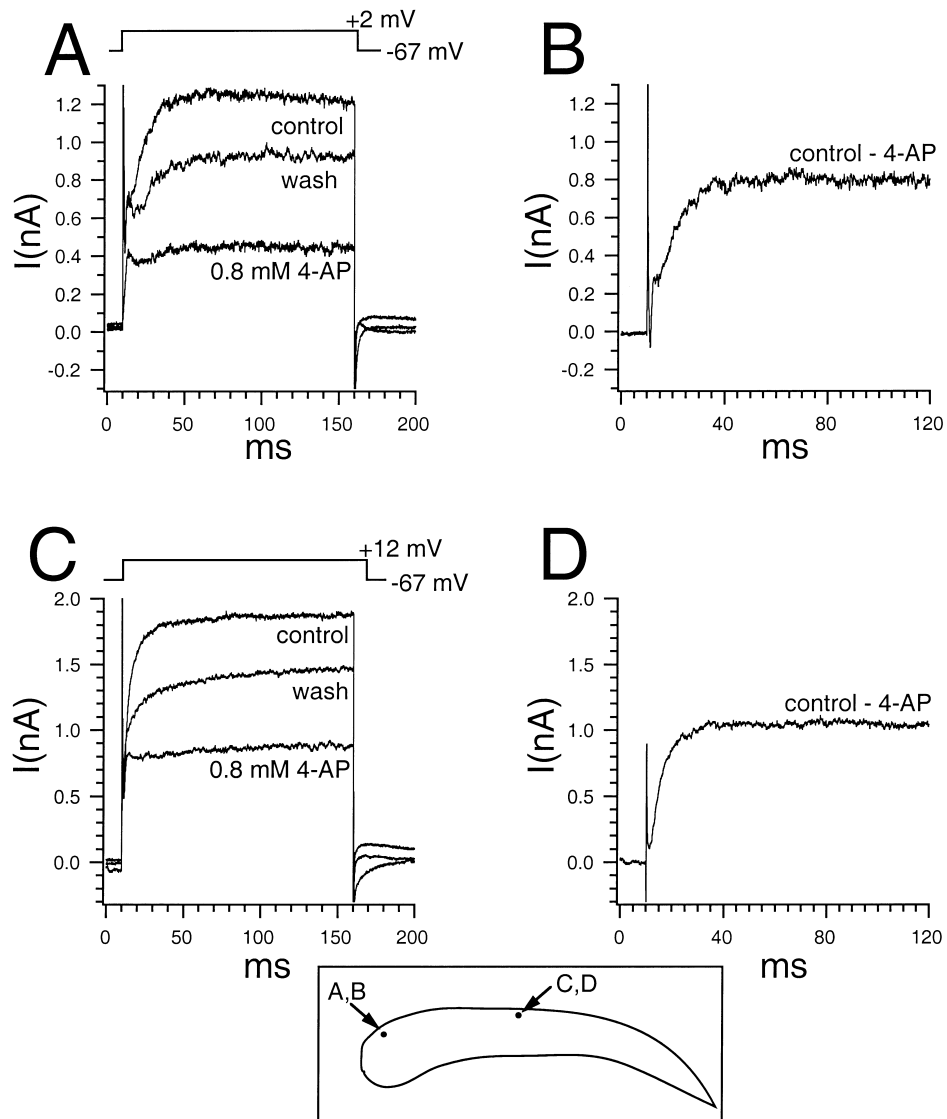 A
+2 mV
-67 mV
I(nA)
1.2
1.0
0.8
0.6
0.4
0.2
0.0
-0.2
control
wash
0.8 mM 4-AP
0
50
100
150
200
ms
B
I(nA)
1.2
1.0
0.8
0.6
0.4
0.2
0.0
-0.2
control - 4-AP
0
40
80
120
ms
C
+12 mV
-67 mV
I(nA)
2.0
1.5
1.0
0.5
0.0
control
wash
0.8 mM 4-AP
0
50
100
150
200
ms
D
I(nA)
2.0
1.5
1.0
0.5
0.0
control - 4-AP
0
40
80
120
ms
A,B
C,D